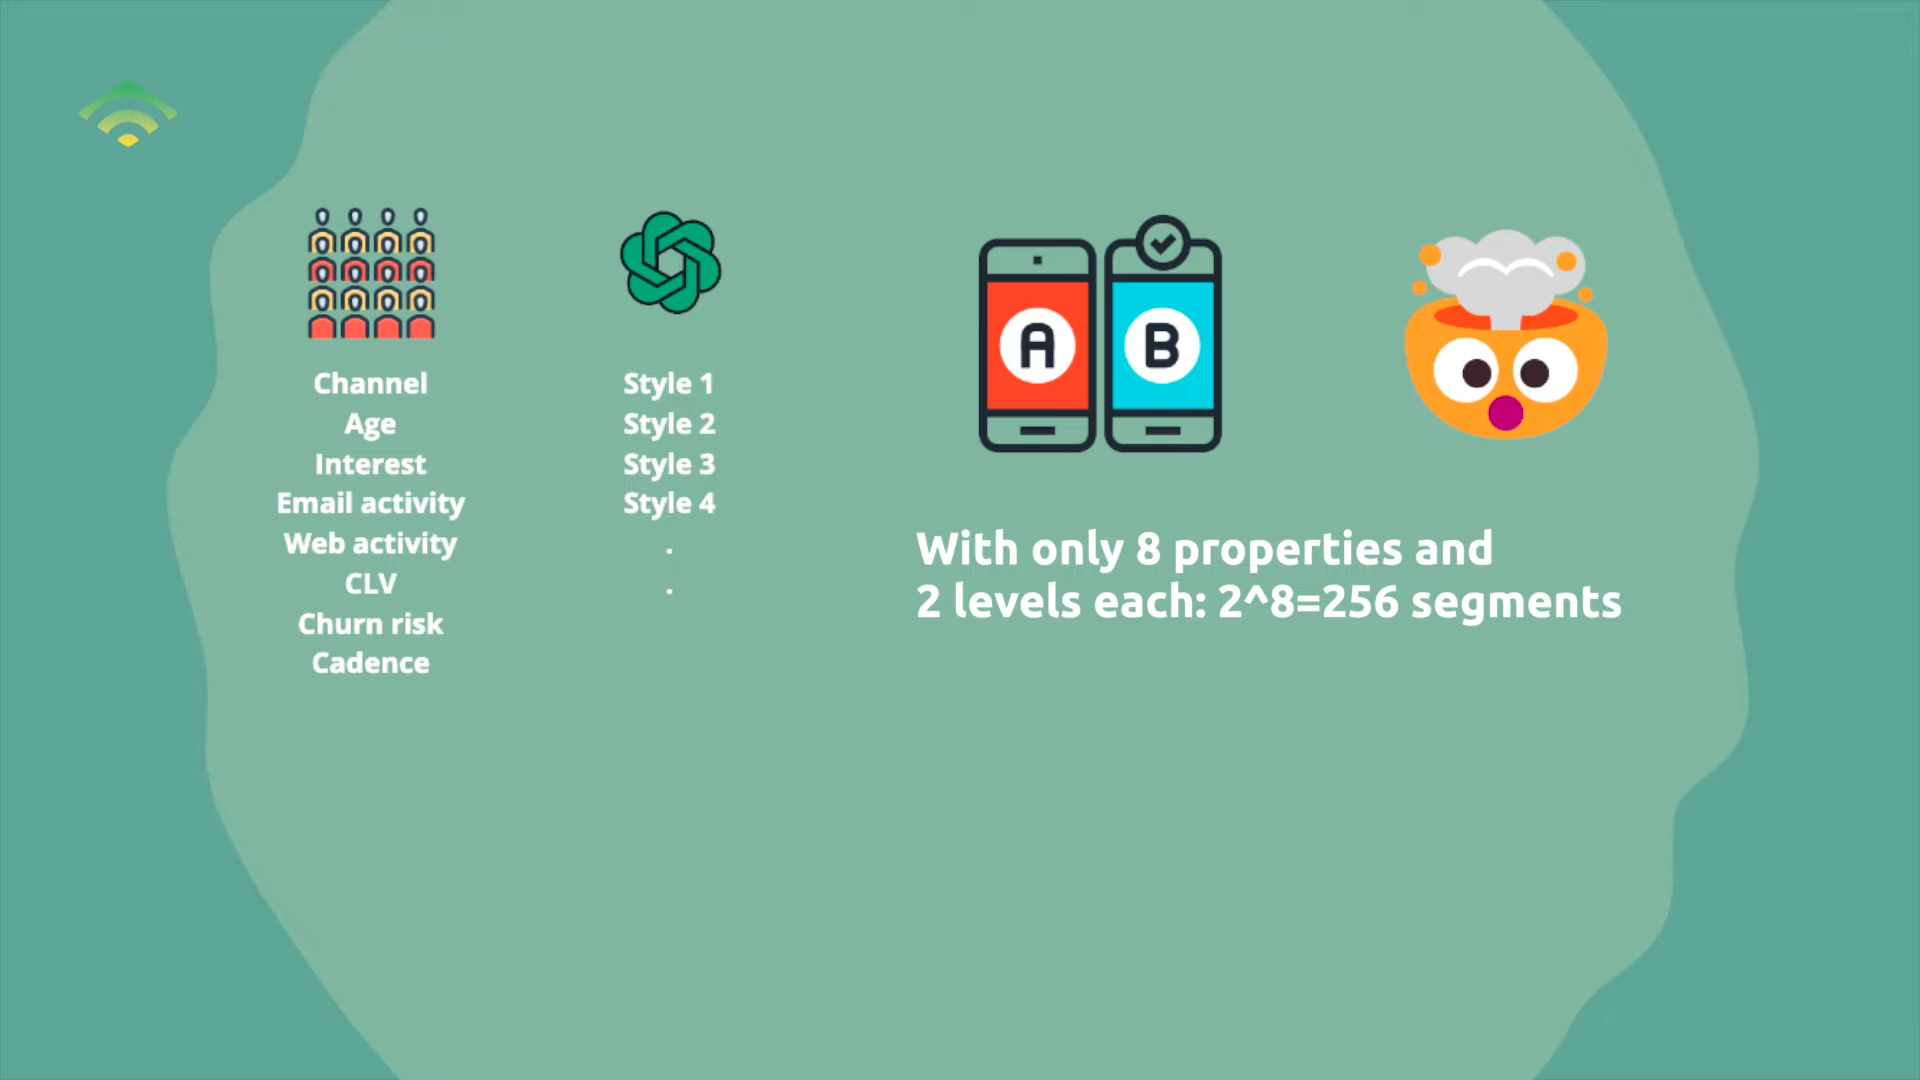 Channel
Age
Interest
Email activity
Web activity
CLV
Churn risk
Cadence
Style 1
Style 2
Style 3
Style 4
.
.
A
B
With only 8 properties and
2 levels each: 2^8=256 segments